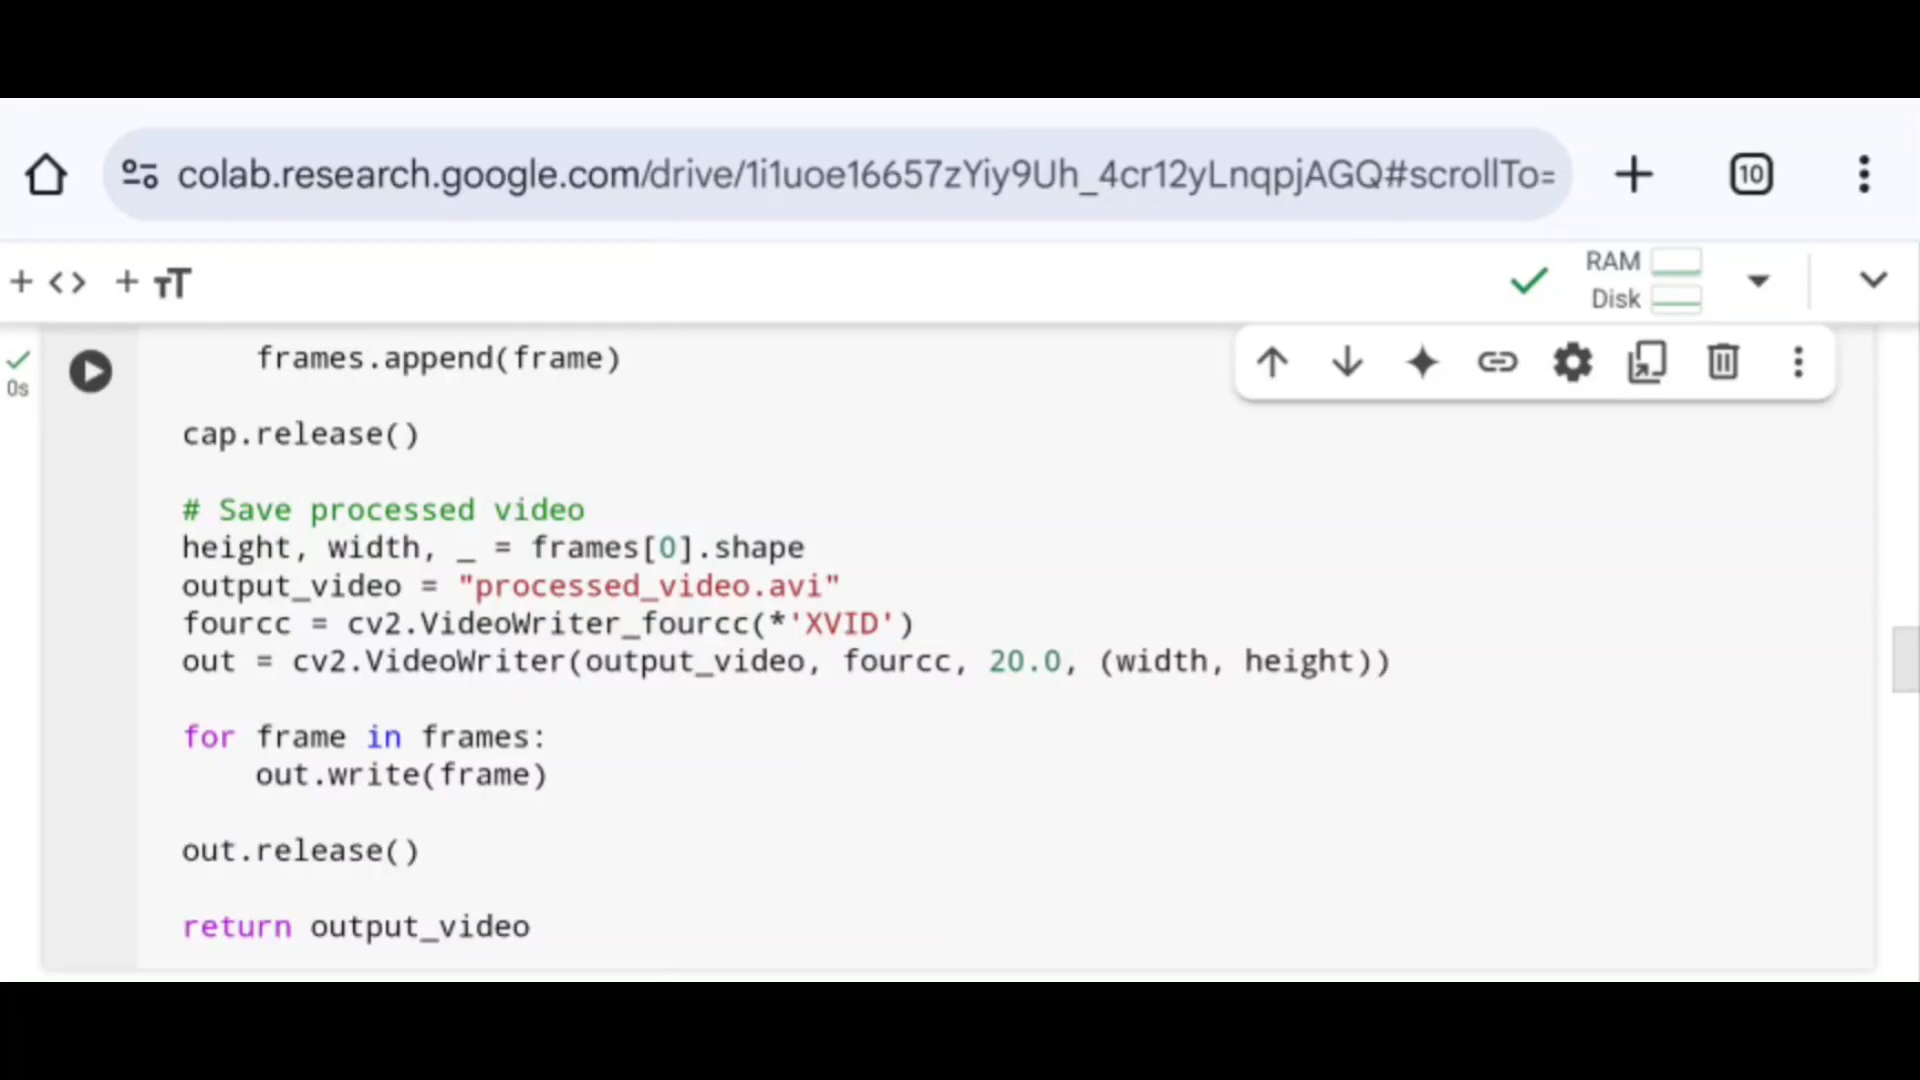 colab.research.google.com/drive/1i1uoe16657zYiy9Uh_4cr12yLnqpjAGQ#scrollTo=
10
+ <> + TT
RAM
Disk
0s
frames.append(frame)
cap.release()
# Save processed video
height, width, _ = frames[0].shape
output_video = "processed_video.avi"
fourcc = cv2.VideoWriter_fourcc(*'XVID')
out = cv2.VideoWriter(output_video, fourcc, 20.0, (width, height))
for frame in frames:
out.write(frame)
out.release()
return output_video